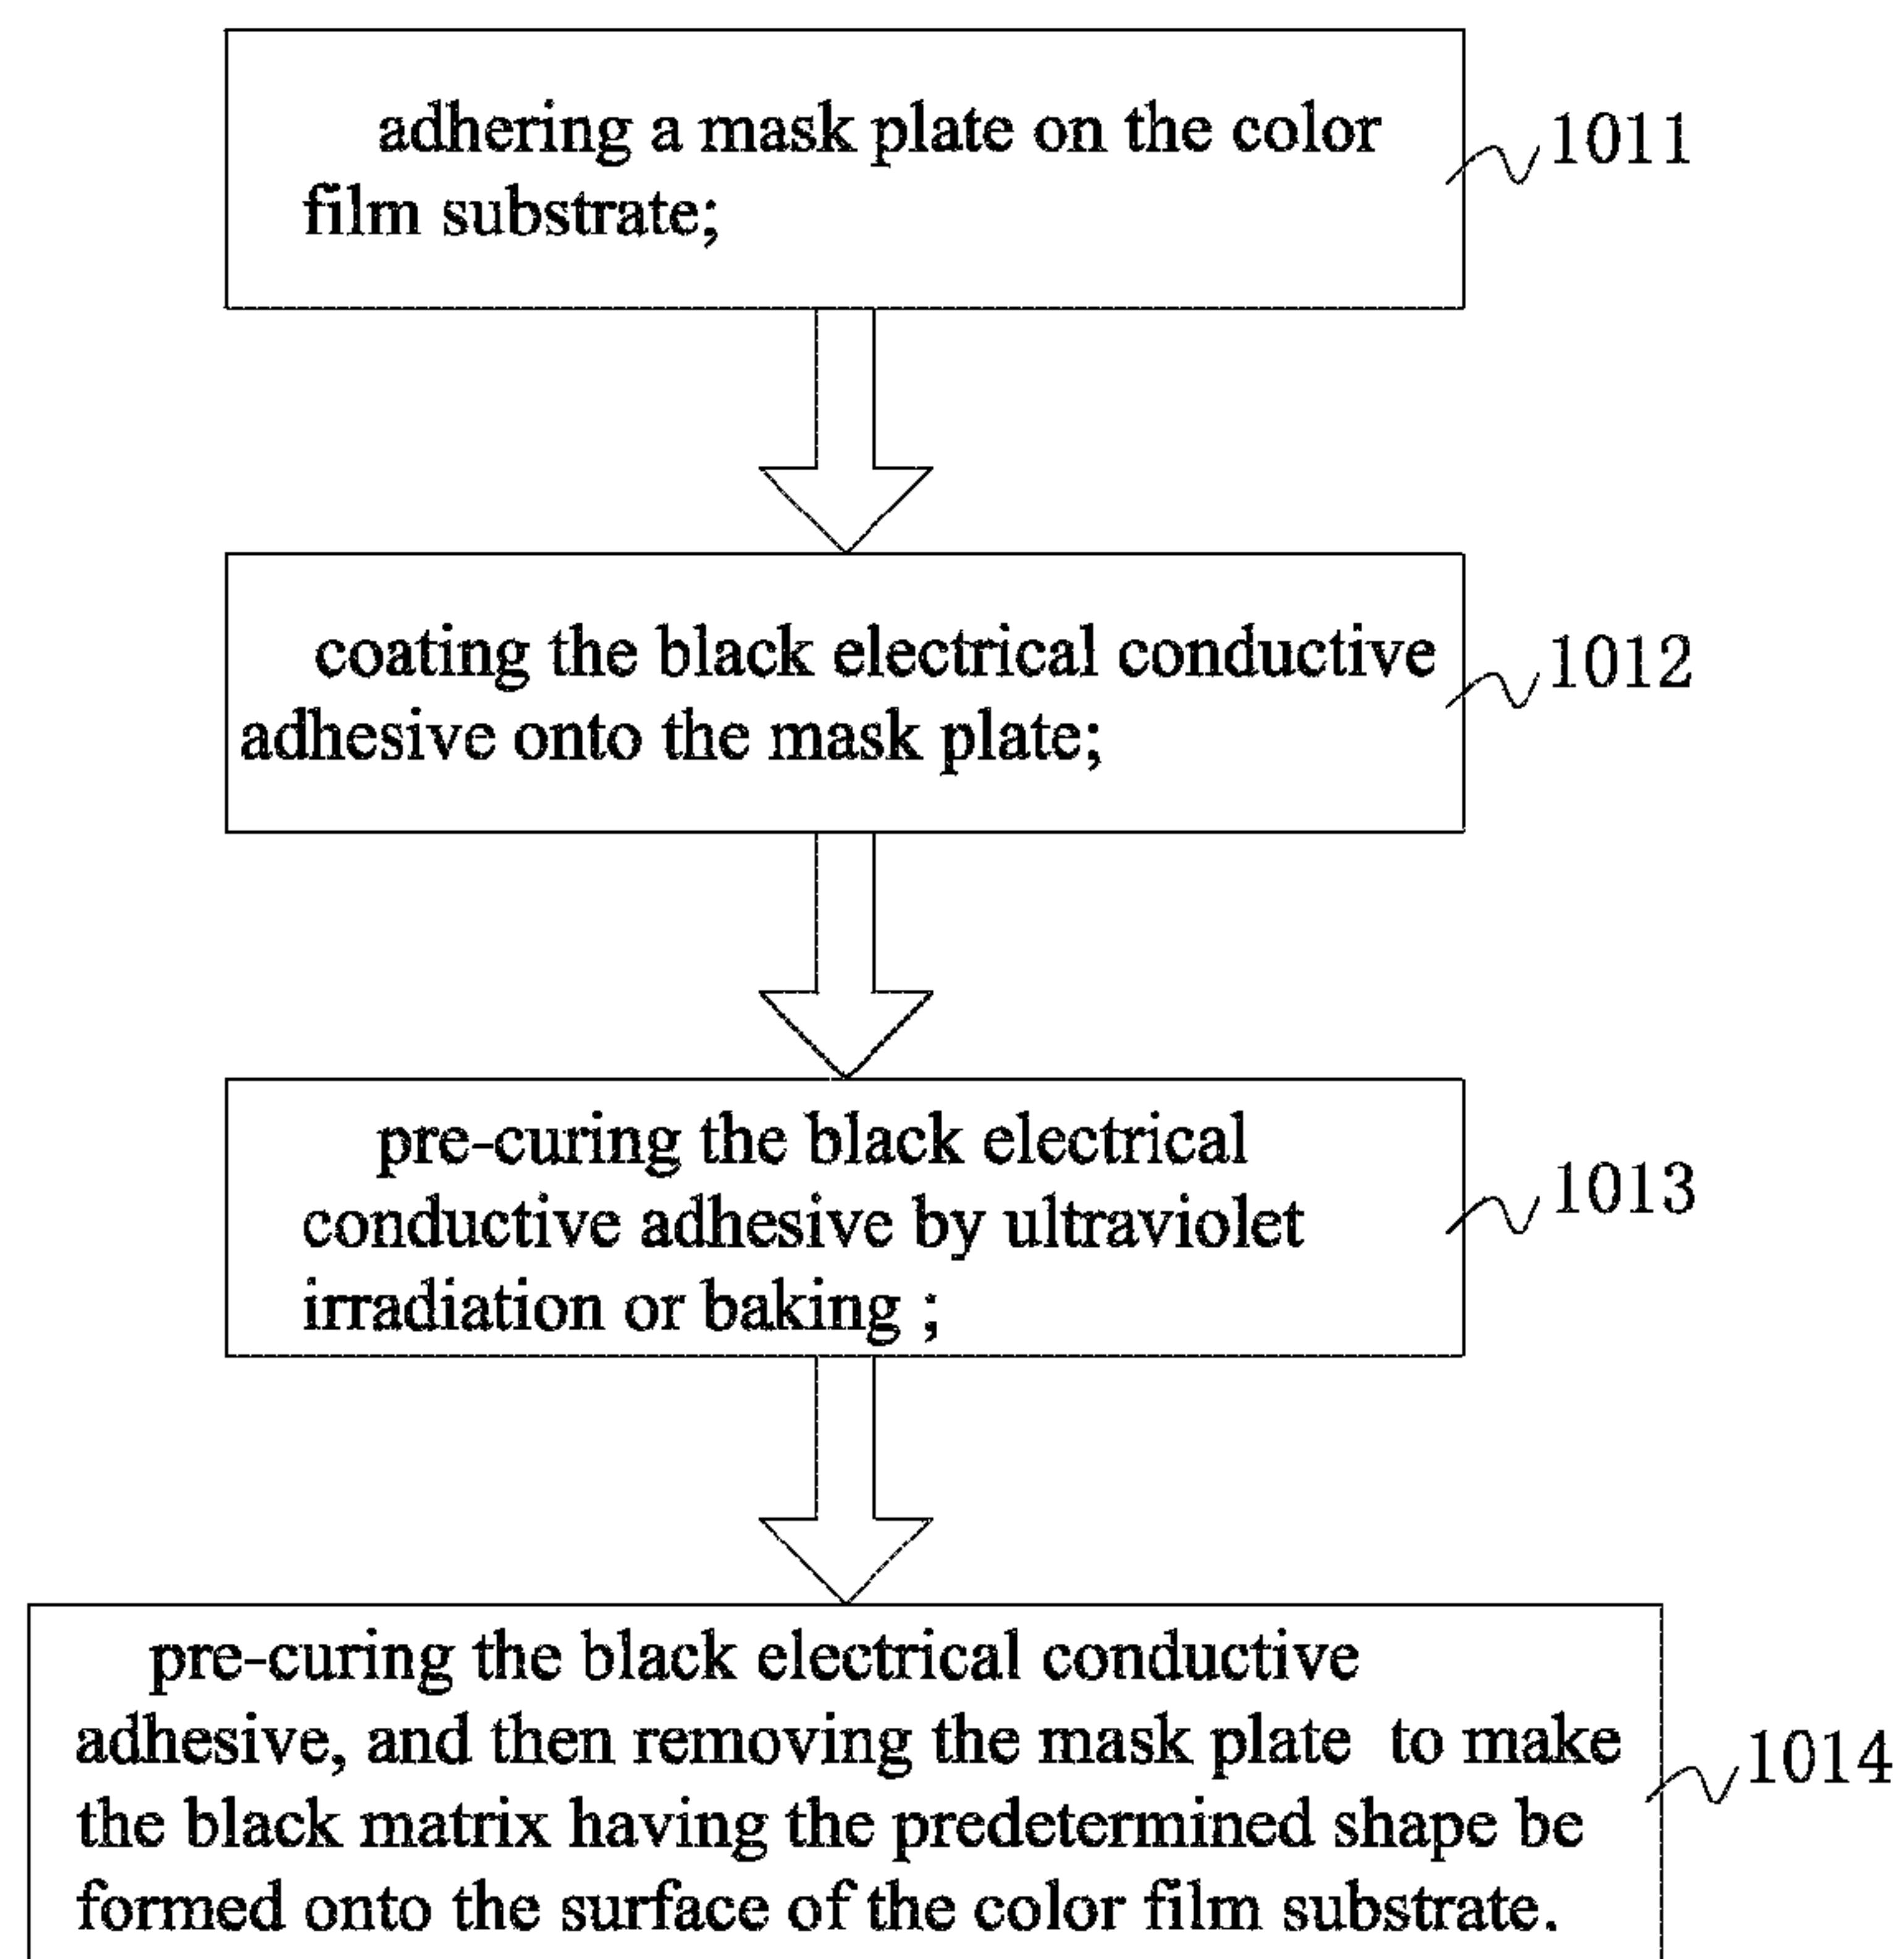 adhering a mask plate on the color
film substrate;
1011
coating the black electrical conductive
adhesive onto the mask plate;
1012
pre-curing the black electrical
conductive adhesive by ultraviolet
irradiation or baking ;
1013
pre-curing the black electrical conductive
adhesive, and then removing the mask plate to make
the black matrix having the predetermined shape be
formed onto the surface of the color film substrate.
1014